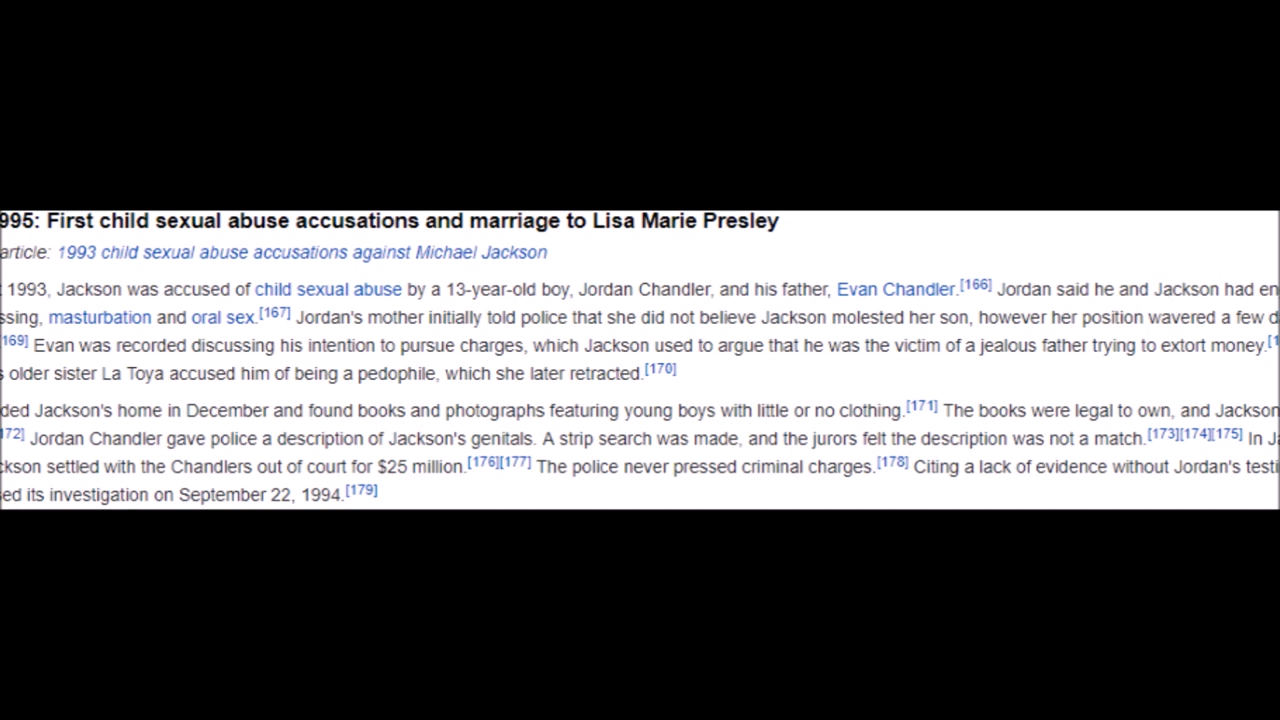 995: First child sexual abuse accusations and marriage to Lisa Marie Presley
article: 1993 child sexual abuse accusations against Michael Jackson
1993, Jackson was accused of child sexual abuse by a 13-year-old boy, Jordan Chandler, and his father, Evan Chandler.[166] Jordan said he and Jackson had en
ssing, masturbation and oral sex.[167] Jordan's mother initially told police that she did not believe Jackson molested her son, however her position wavered a few d
169] Evan was recorded discussing his intention to pursue charges, which Jackson used to argue that he was the victim of a jealous father trying to extort money.[1
s older sister La Toya accused him of being a pedophile, which she later retracted.[170]
ded Jackson's home in December and found books and photographs featuring young boys with little or no clothing.[171] The books were legal to own, and Jackson
172] Jordan Chandler gave police a description of Jackson's genitals. A strip search was made, and the jurors felt the description was not a match.[173][174][175] In Ja
ckson settled with the Chandlers out of court for $25 million.[176][177] The police never pressed criminal charges.[178] Citing a lack of evidence without Jordan's testi
sed its investigation on September 22, 1994.[179]